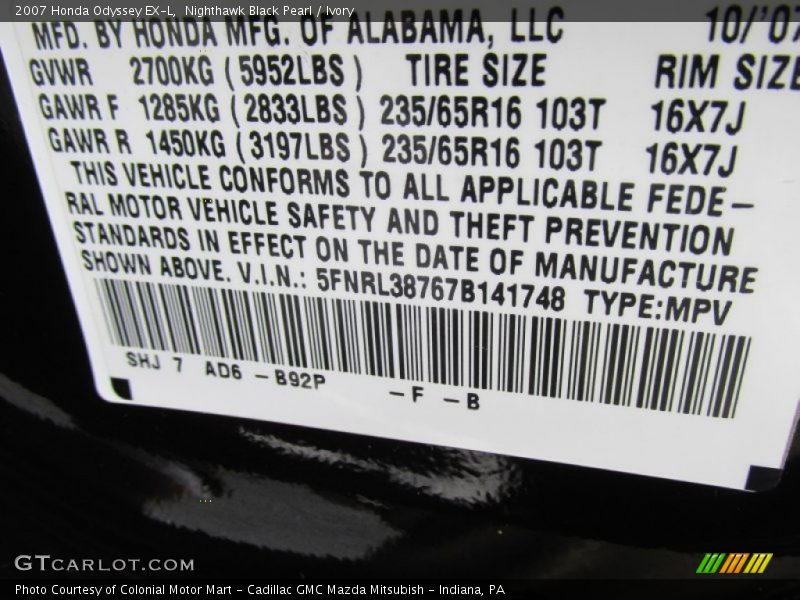 2007 Honda Odyssey EX-L, Nighthawk Black Pearl / Ivory
MFD. BY HONDA MFG. OF ALABAMA, LLC 10/'07
GVWR 2700KG (5952LBS) TIRE SIZE RIM SIZE
GAWR F 1285KG (2833LBS) 235/65R16 103T 16X7J
GAWR R 1450KG (3197LBS) 235/65R16 103T 16X7J
THIS VEHICLE CONFORMS TO ALL APPLICABLE FEDE-
RAL MOTOR VEHICLE SAFETY AND THEFT PREVENTION
STANDARDS IN EFFECT ON THE DATE OF MANUFACTURE
SHOWN ABOVE. V.I.N.: 5FNRL38767B141748 TYPE:MPV
SHJ 7 AD6 -B92P -F -B
GTCARLOT.COM
Photo Courtesy of Colonial Motor Mart - Cadillac GMC Mazda Mitsubish - Indiana, PA